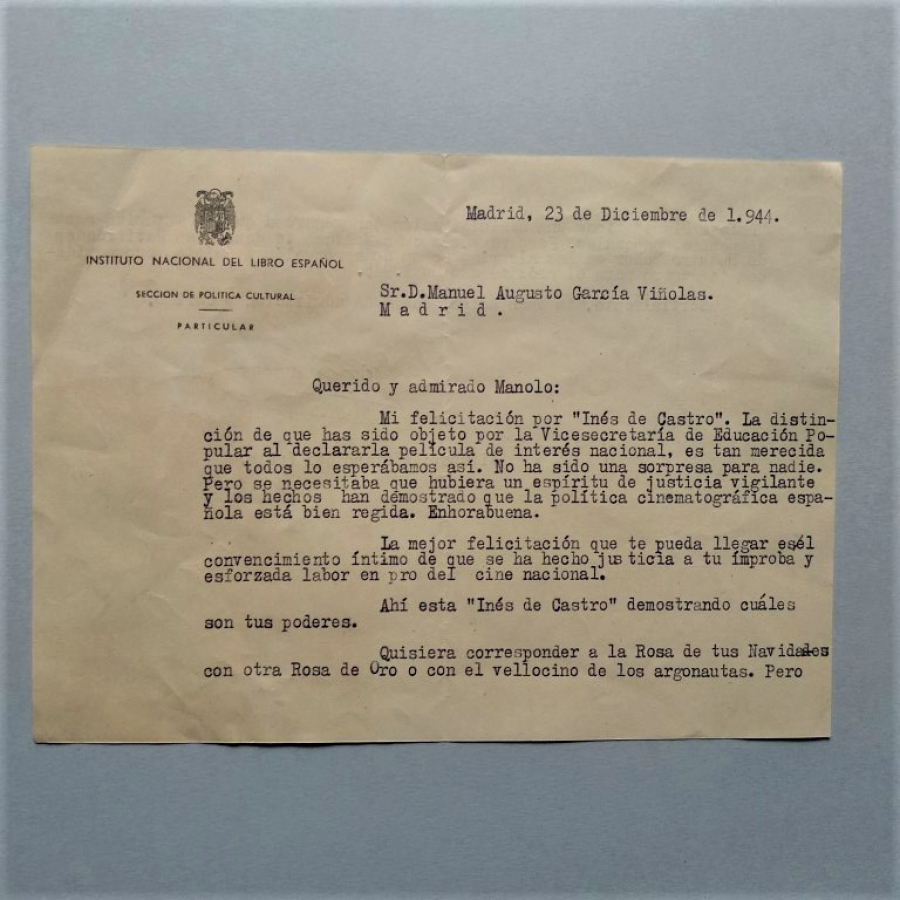 Madrid, 23 de Diciembre de 1.944.
INSTITUTO NACIONAL DEL LIBRO ESPAÑOL
SECCION DE POLITICA CULTURAL
PARTICULAR
Sr.D.Manuel Augusto García Viñolas.
M a d r i d .
Querido y admirado Manolo:
Mi felicitación por "Inés de Castro". La distin-
ción de que has sido objeto por la Vicesecretaría de Educación Po-
pular al declararla película de interés nacional, es tan merecida
que todos lo esperábamos así. No ha sido una sorpresa para nadie.
Pero se necesitaba que hubiera un espíritu de justicia vigilante
y los hechos han demostrado que la política cinematográfica espa-
ñola está bien regida. Enhorabuena.
La mejor felicitación que te pueda llegar esél
convencimiento íntimo de que se ha hecho jus ticia a tu ímproba y
esforzada labor en pro del cine nacional.
Ahí esta "Inés de Castro" demostrando cuáles
son tus poderes.
Quisiera corresponder a la Rosa de tus Navidades
con otra Rosa de Oro o con el vellocino de los argonautas. Pero